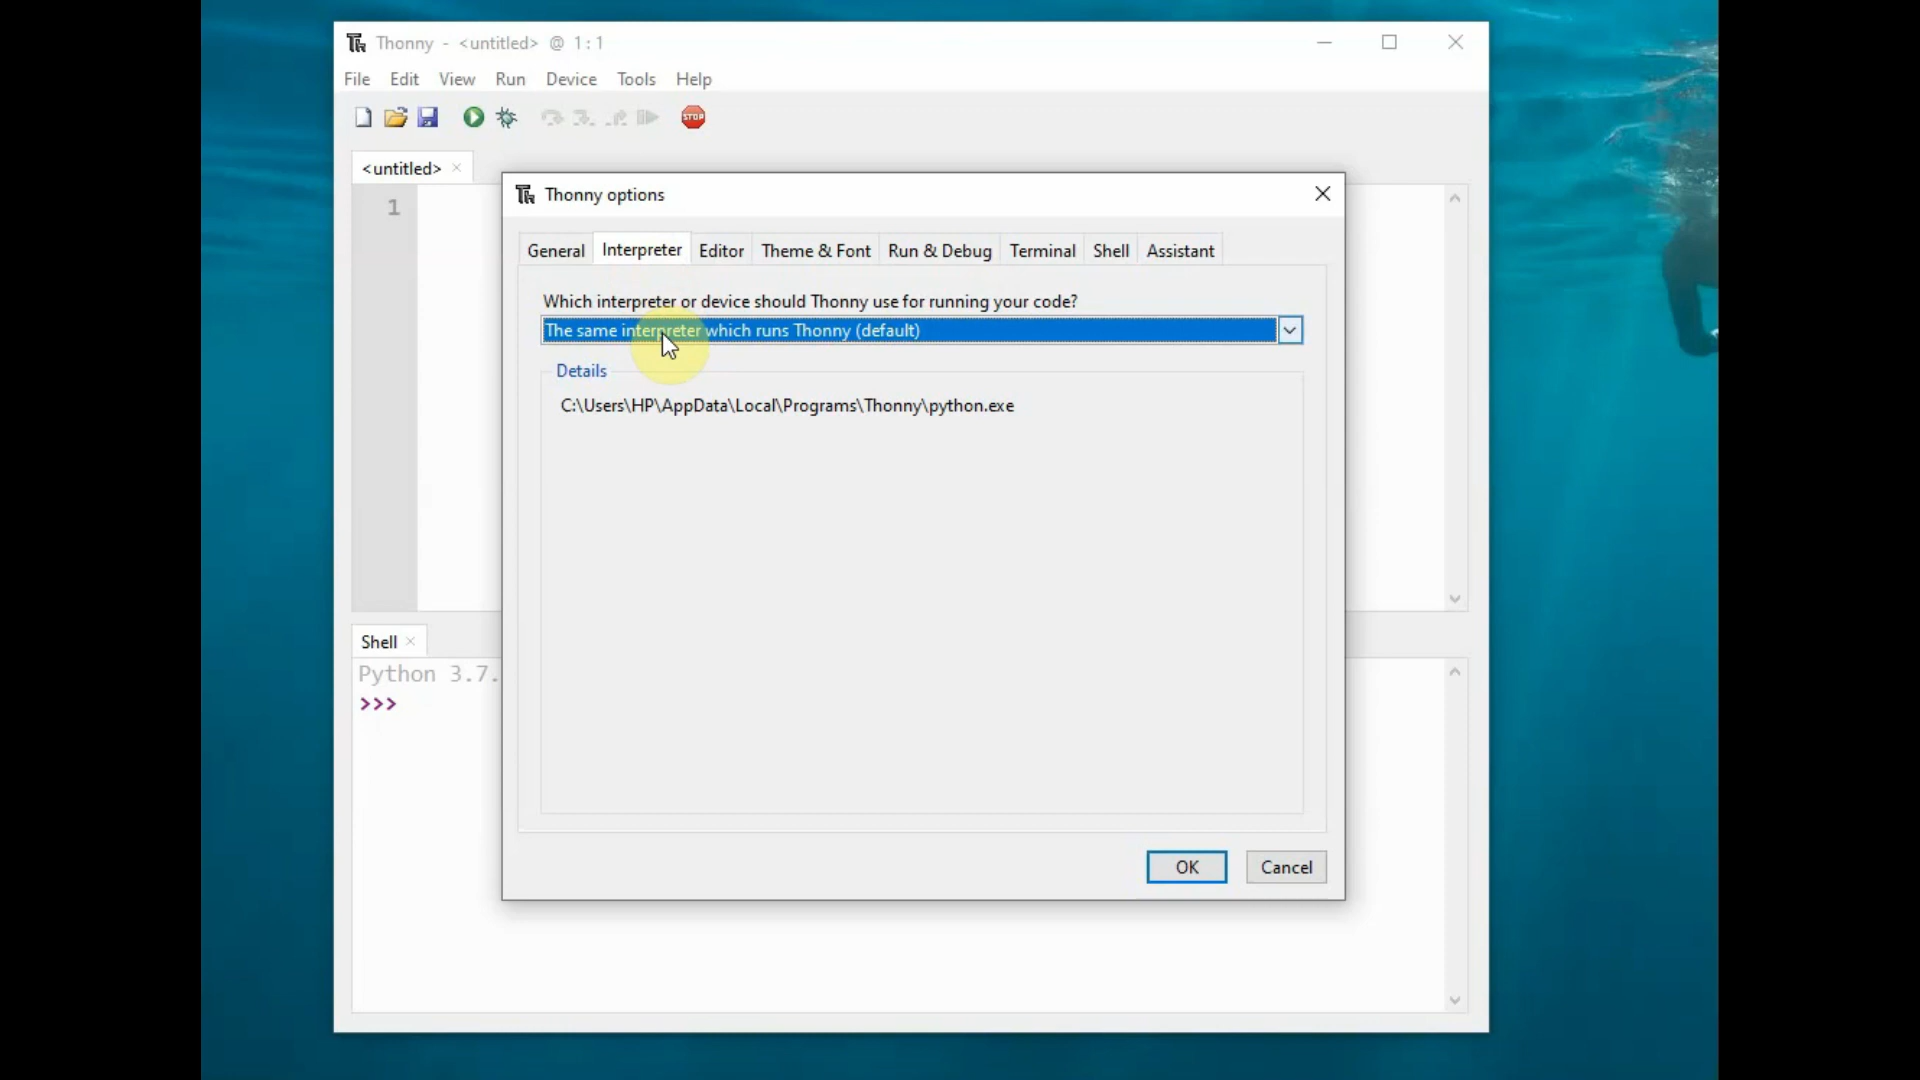 Thonny - <untitled> @ 1:1
File Edit View Run Device Tools Help
STOP
<untitled>
1
Thonny options
General Interpreter Editor Theme & Font Run & Debug Terminal Shell Assistant
Which interpreter or device should Thonny use for running your code?
The same interpreter which runs Thonny (default)
Details
C:\Users\HP\AppData\Local\Programs\Thonny\python.exe
OK Cancel
Shell
Python 3.7.
>>>